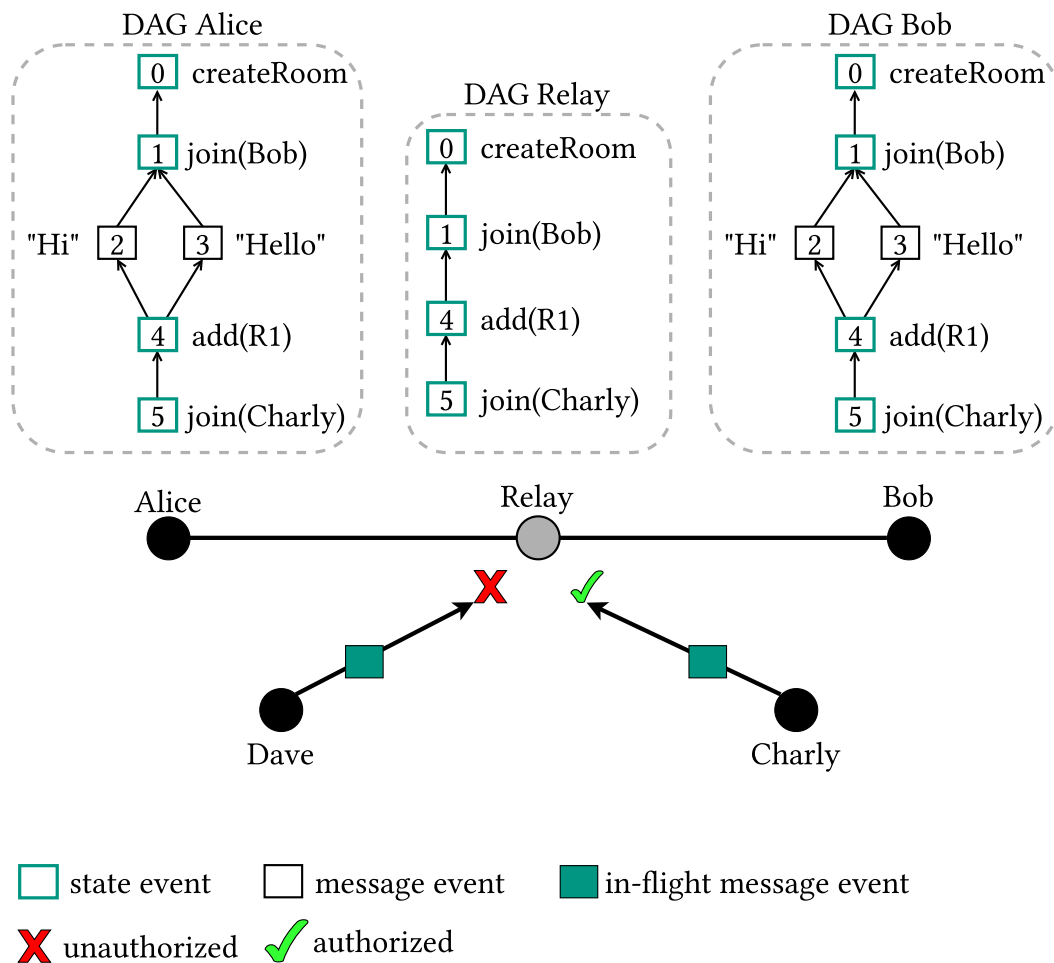 DAG Alice
0 createRoom
1 join(Bob)
"Hi" 2 3 "Hello"
4 add(R1)
5 join(Charly)
DAG Relay
0 createRoom
1 join(Bob)
4 add(R1)
5 join(Charly)
DAG Bob
0 createRoom
1 join(Bob)
"Hi" 2 3 "Hello"
4 add(R1)
5 join(Charly)
Alice
Relay
Bob
Dave
Charly
state event
message event
in-flight message event
unauthorized
authorized